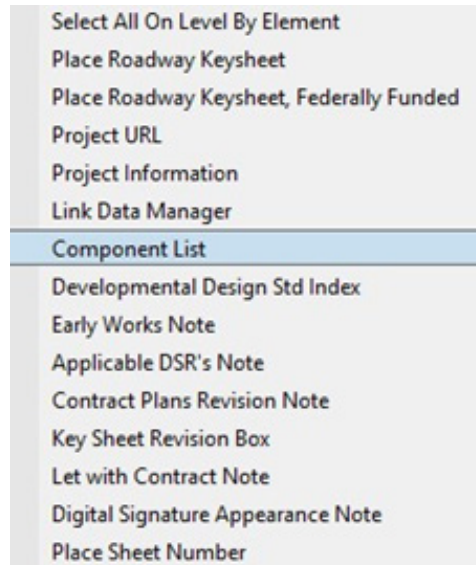 Select All On Level By Element
Place Roadway Keysheet
Place Roadway Keysheet, Federally Funded
Project URL
Project Information
Link Data Manager
Component List
Developmental Design Std Index
Early Works Note
Applicable DSR's Note
Contract Plans Revision Note
Key Sheet Revision Box
Let with Contract Note
Digital Signature Appearance Note
Place Sheet Number